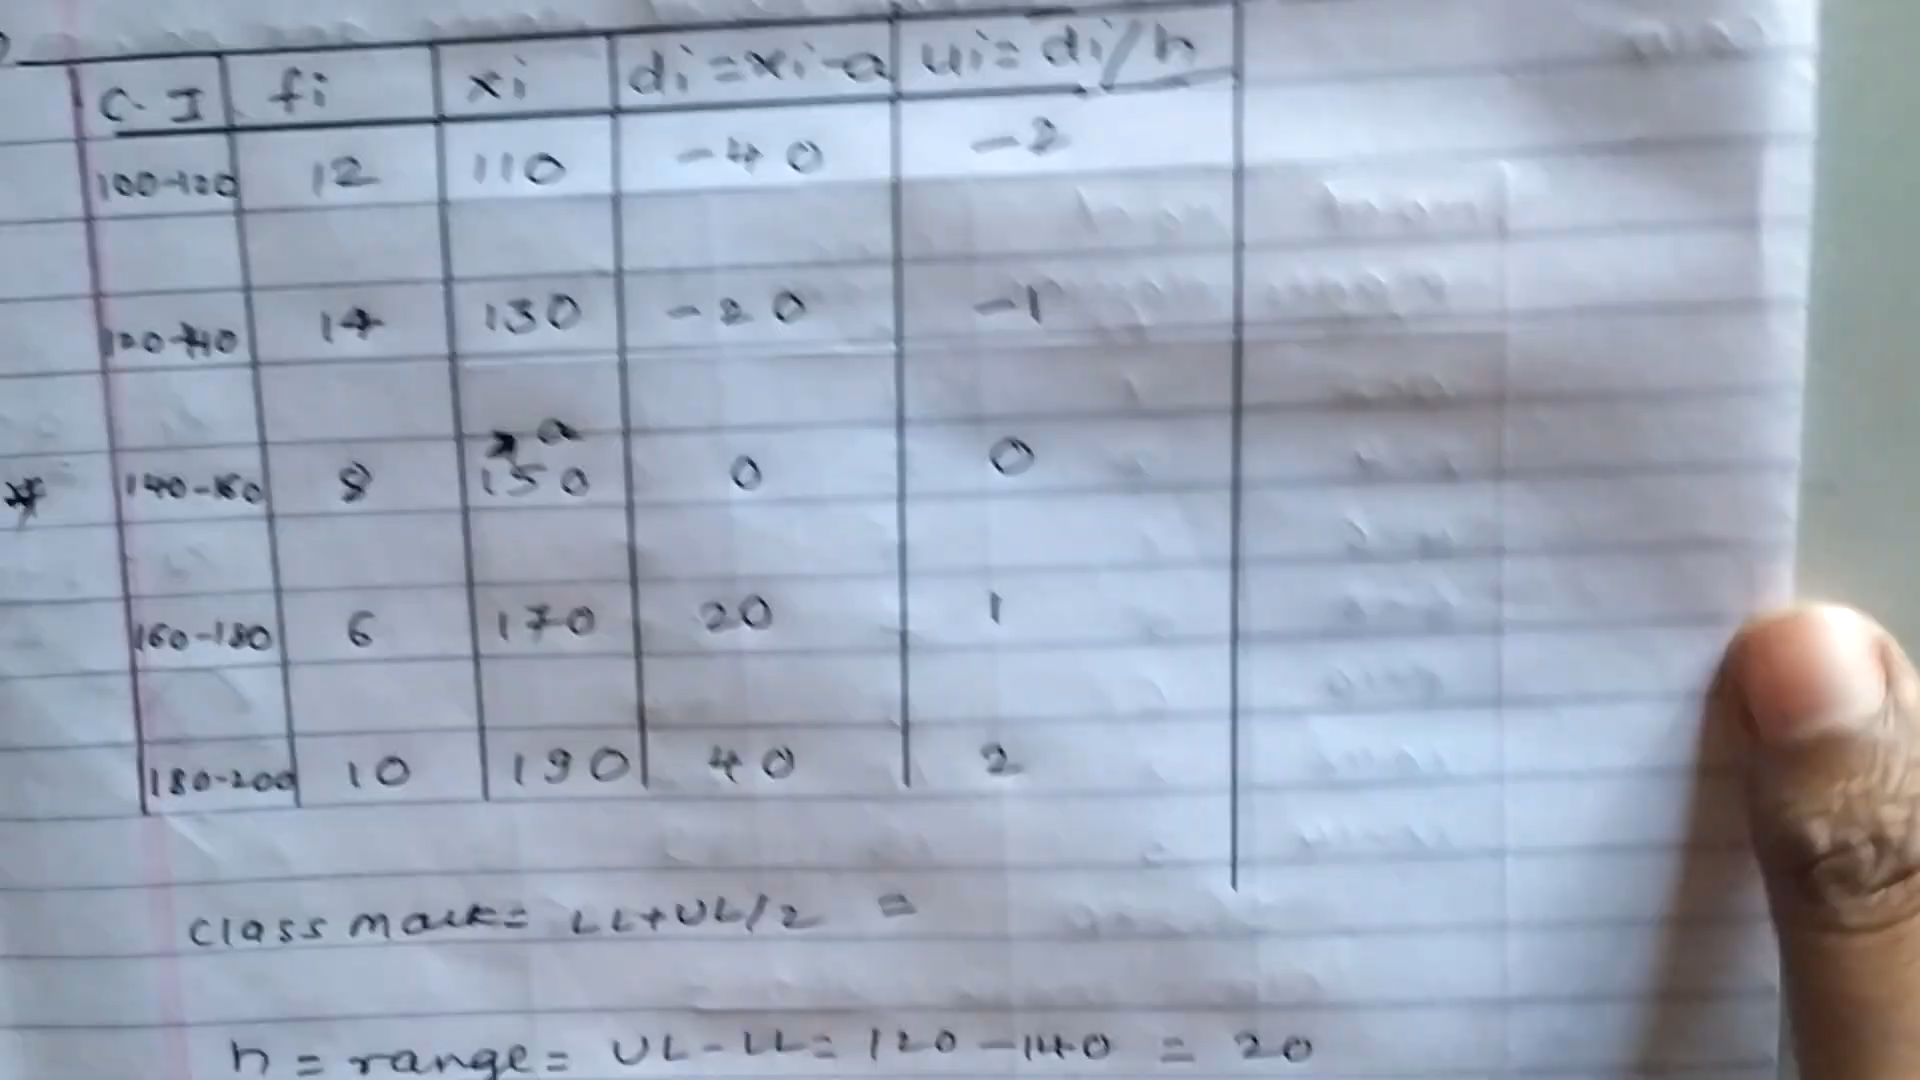 C-I fi xi di=xi-a ui=di/h
100-120 12 110 -40 -2
120-140 14 130 -20 -1
a
140-160 8 150 0 0
160-180 6 170 20 1
180-200 10 190 40 2
class mark= LL+UL/2 =
h = range= UL-LL= 120-140 = 20